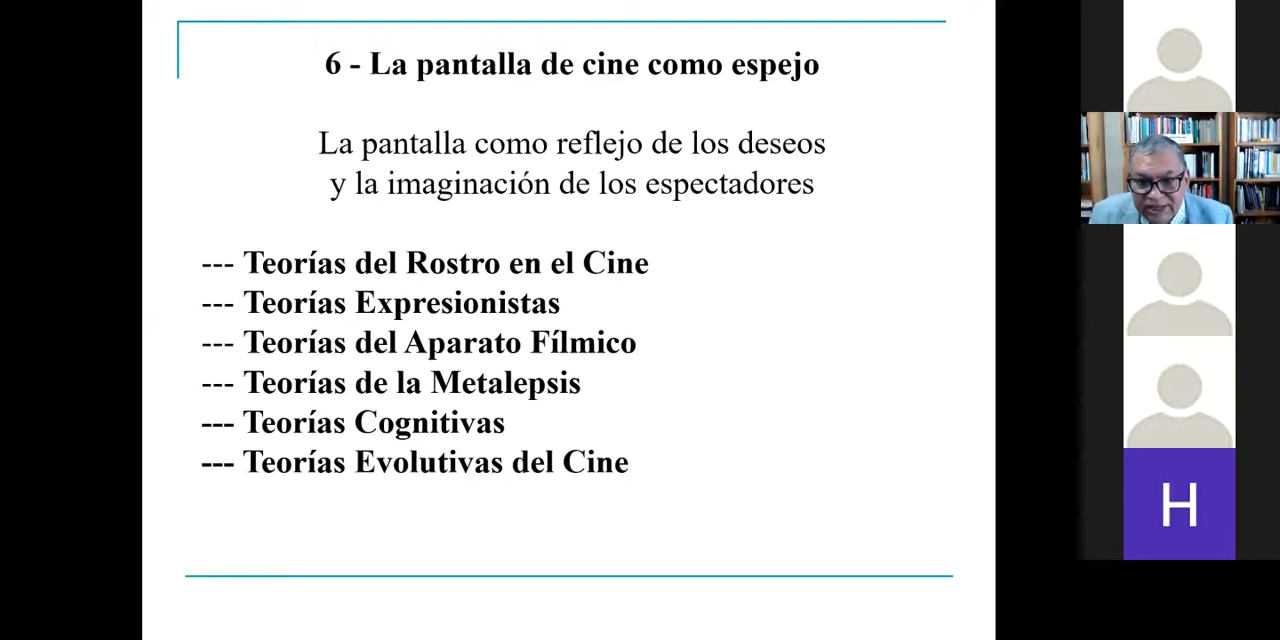 6 - La pantalla de cine como espejo
La pantalla como reflejo de los deseos
y la imaginación de los espectadores
--- Teorías del Rostro en el Cine
--- Teorías Expresionistas
--- Teorías del Aparato Fílmico
--- Teorías de la Metalepsis
--- Teorías Cognitivas
--- Teorías Evolutivas del Cine
H